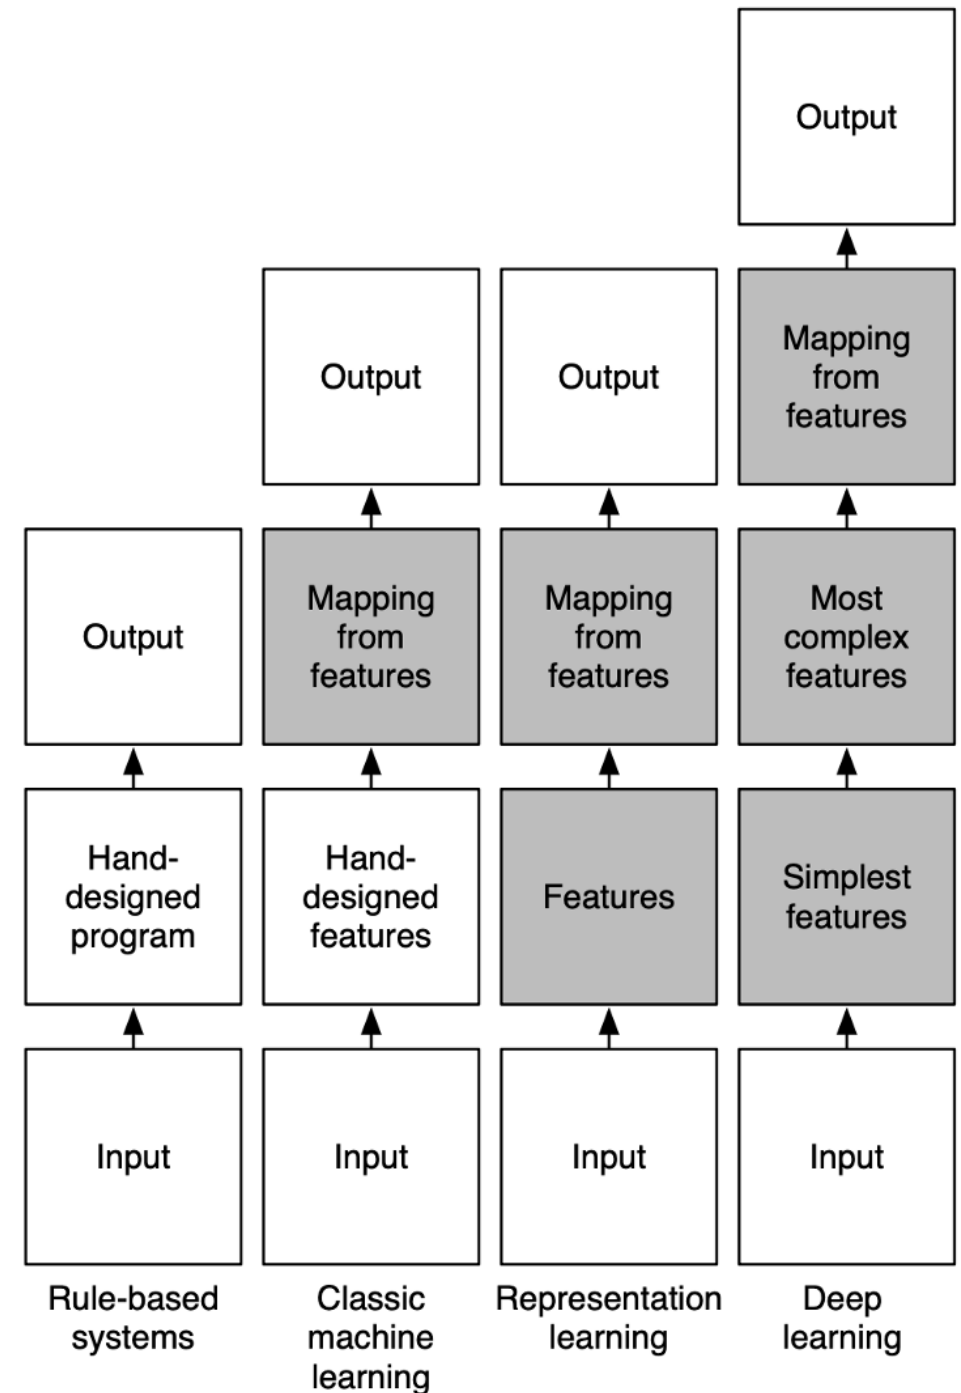 Output
Output
Output
Mapping
from
features
Output
Mapping
from
features
Mapping
from
features
Most
complex
features
Hand-
designed
program
Hand-
designed
features
Features
Simplest
features
Input
Input
Input
Input
Rule-based
systems
Classic
machine
learning
Representation
learning
Deep
learning